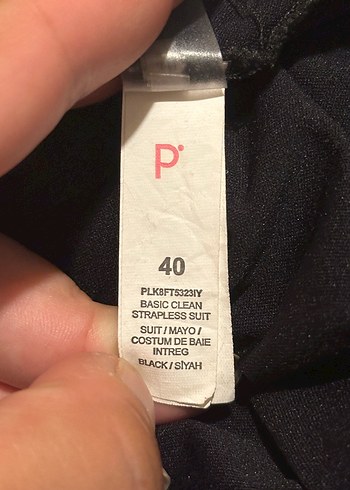 P
40
PLK8FT5323IY
BASIC CLEAN
STRAPLESS SUIT
SUIT / MAYO /
COSTUM DE BAIE
INTREG
BLACK / SİYAH